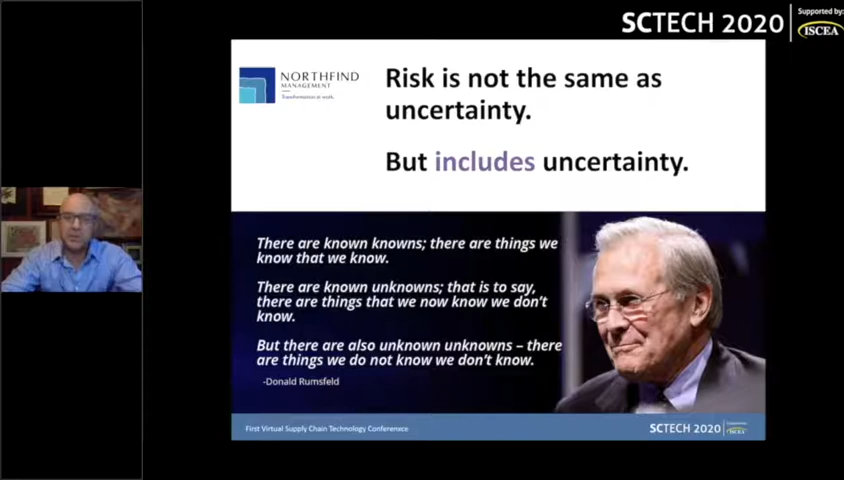 SCTECH 2020
Supported by:
ISCEA
NORTHFIND
MANAGEMENT
Transformation at work.
Risk is not the same as
uncertainty.
But includes uncertainty.
There are known knowns; there are things we
know that we know.
There are known unknowns; that is to say,
there are things that we now know we don't
know.
But there are also unknown unknowns – there
are things we do not know we don't know.
-Donald Rumsfeld
First Virtual Supply Chain Technology Conferenece
SCTECH 2020
ISCEA